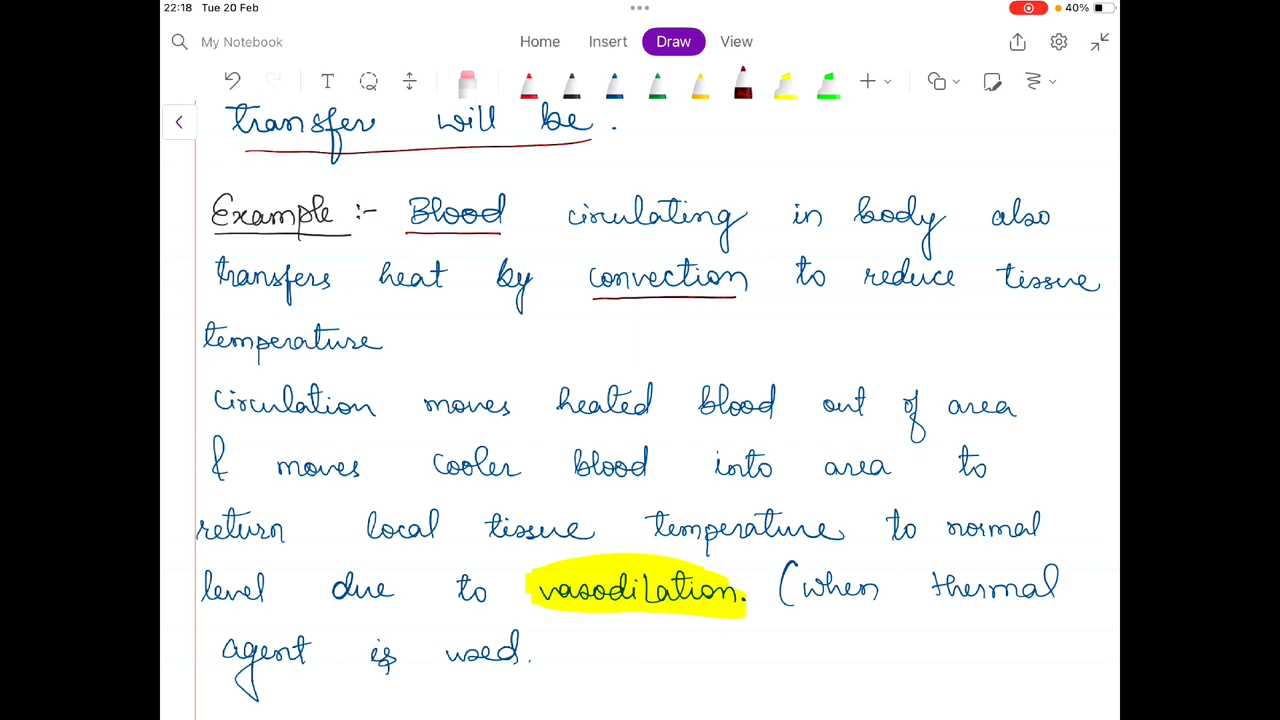 22:18 Tue 20 Feb
40%
My Notebook
Home Insert Draw View
T
transfer will be .
Example :- Blood circulating in body also
transfers heat by convection to reduce tissue
temperature
circulation moves heated blood out of area
& moves cooler blood into area to
return local tissue temperature to normal
level due to vasodilation. (when thermal
agent is used.